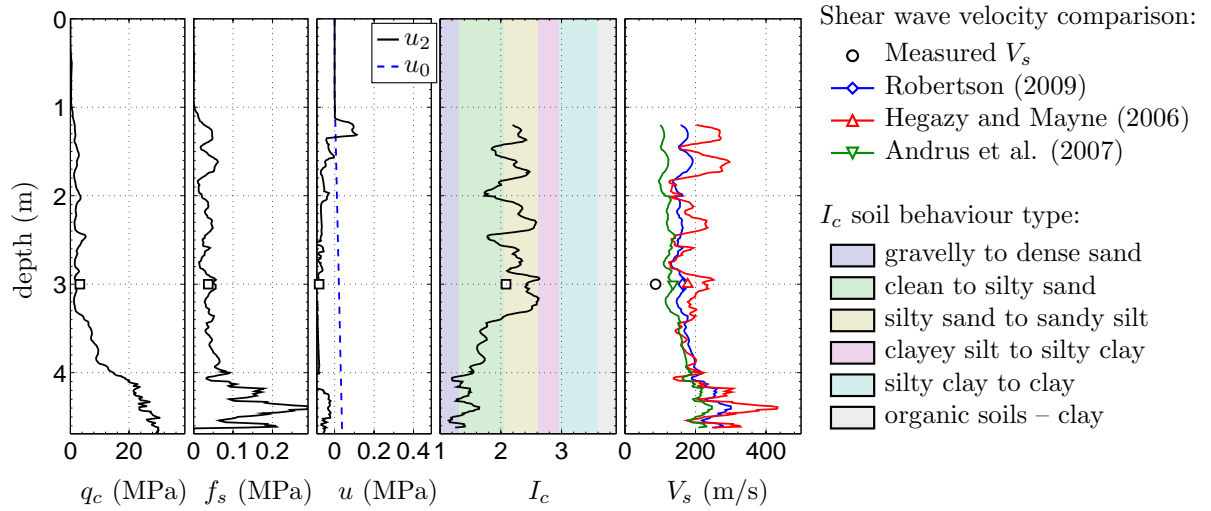 0
1
2
3
4
depth (m)
0 20
q_c (MPa)
0 0.1 0.2
f_s (MPa)
u_2
u_0
0 0.2 0.4
u (MPa)
1 2 3
I_c
0 200 400
V_s (m/s)
Shear wave velocity comparison:
Measured V_s
Robertson (2009)
Hegazy and Mayne (2006)
Andrus et al. (2007)
I_c soil behaviour type:
gravelly to dense sand
clean to silty sand
silty sand to sandy silt
clayey silt to silty clay
silty clay to clay
organic soils – clay